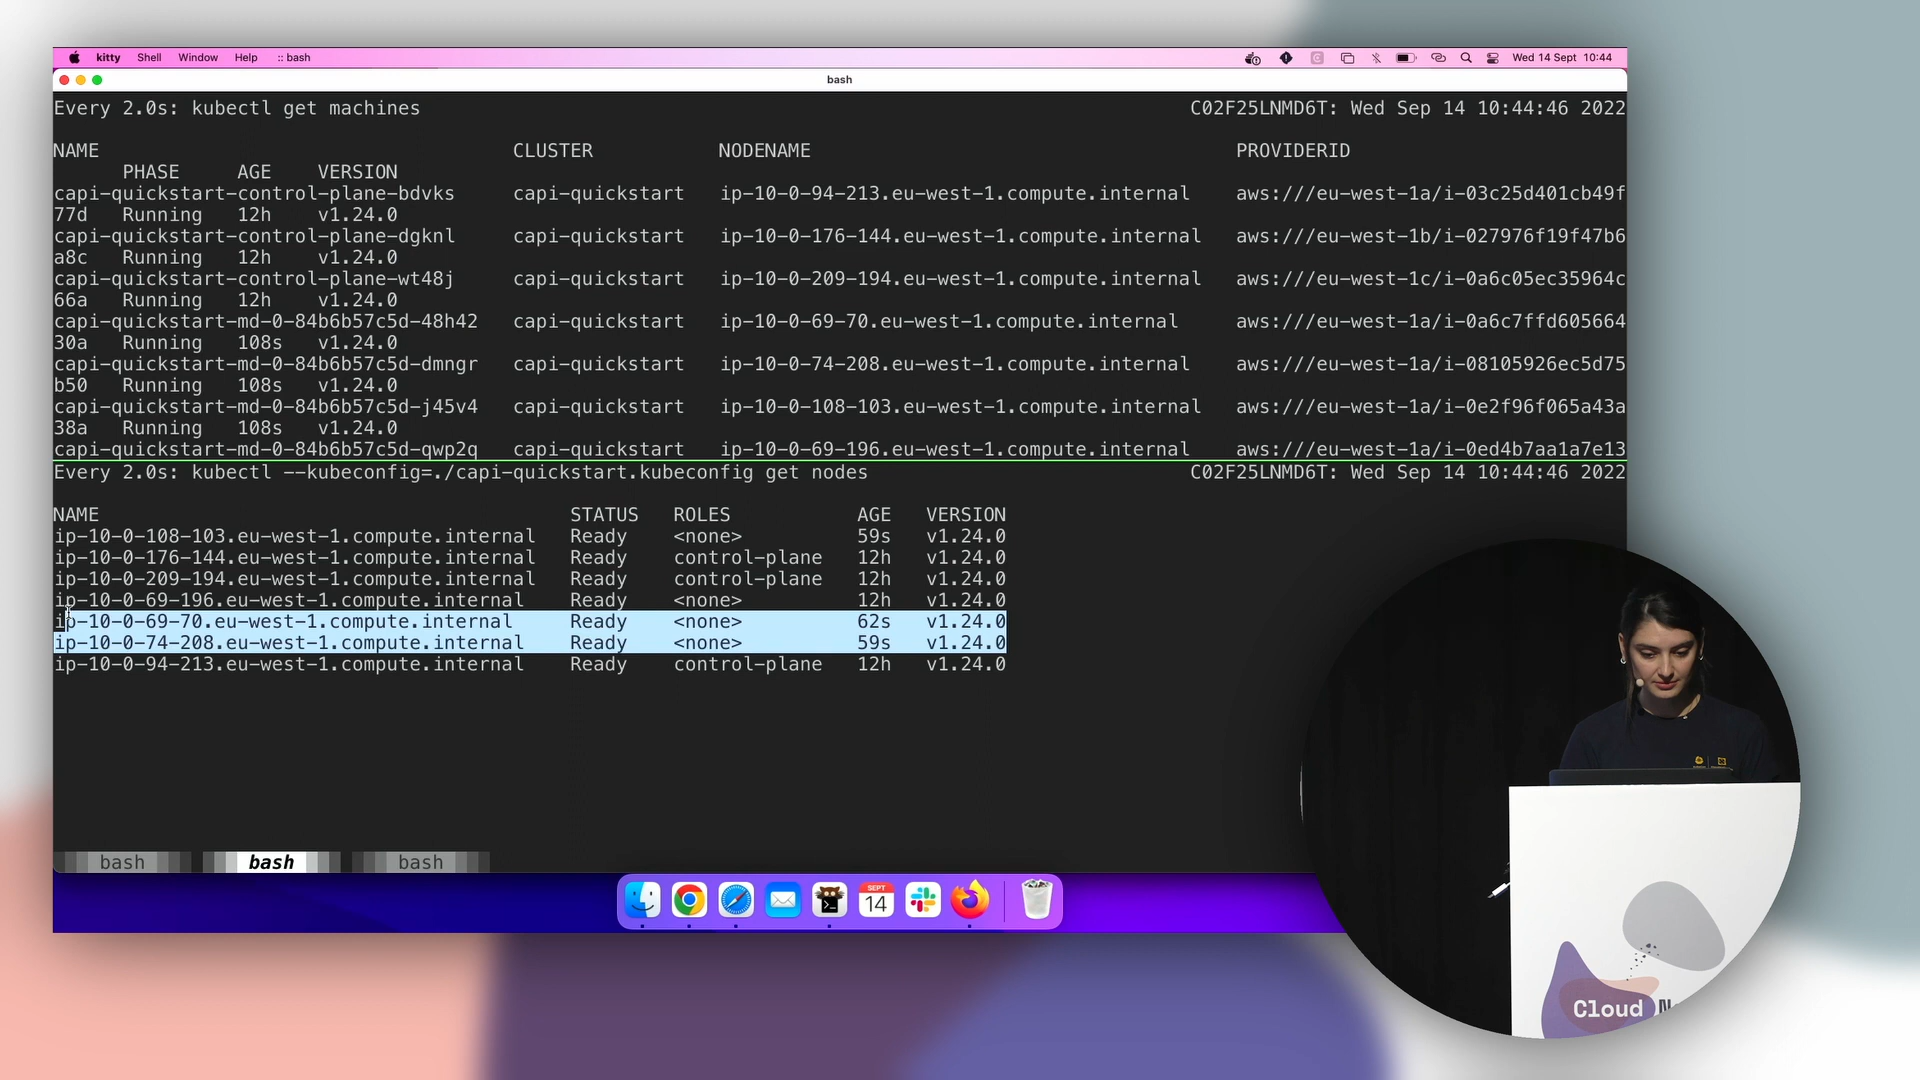 kitty Shell Window Help :: bash Wed 14 Sept 10:44
bash
Every 2.0s: kubectl get machines C02F25LNMD6T: Wed Sep 14 10:44:46 2022
NAME CLUSTER NODENAME PROVIDERID
PHASE AGE VERSION
capi-quickstart-control-plane-bdvks capi-quickstart ip-10-0-94-213.eu-west-1.compute.internal aws:///eu-west-1a/i-03c25d401cb49f
77d Running 12h v1.24.0
capi-quickstart-control-plane-dgknl capi-quickstart ip-10-0-176-144.eu-west-1.compute.internal aws:///eu-west-1b/i-027976f19f47b6
a8c Running 12h v1.24.0
capi-quickstart-control-plane-wt48j capi-quickstart ip-10-0-209-194.eu-west-1.compute.internal aws:///eu-west-1c/i-0a6c05ec35964c
66a Running 12h v1.24.0
capi-quickstart-md-0-84b6b57c5d-48h42 capi-quickstart ip-10-0-69-70.eu-west-1.compute.internal aws:///eu-west-1a/i-0a6c7ffd605664
30a Running 108s v1.24.0
capi-quickstart-md-0-84b6b57c5d-dmngr capi-quickstart ip-10-0-74-208.eu-west-1.compute.internal aws:///eu-west-1a/i-08105926ec5d75
b50 Running 108s v1.24.0
capi-quickstart-md-0-84b6b57c5d-j45v4 capi-quickstart ip-10-0-108-103.eu-west-1.compute.internal aws:///eu-west-1a/i-0e2f96f065a43a
38a Running 108s v1.24.0
capi-quickstart-md-0-84b6b57c5d-qwp2q capi-quickstart ip-10-0-69-196.eu-west-1.compute.internal aws:///eu-west-1a/i-0ed4b7aa1a7e13
Every 2.0s: kubectl --kubeconfig=./capi-quickstart.kubeconfig get nodes C02F25LNMD6T: Wed Sep 14 10:44:46 2022
NAME STATUS ROLES AGE VERSION
ip-10-0-108-103.eu-west-1.compute.internal Ready <none> 59s v1.24.0
ip-10-0-176-144.eu-west-1.compute.internal Ready control-plane 12h v1.24.0
ip-10-0-209-194.eu-west-1.compute.internal Ready control-plane 12h v1.24.0
ip-10-0-69-196.eu-west-1.compute.internal Ready <none> 12h v1.24.0
ip-10-0-69-70.eu-west-1.compute.internal Ready <none> 62s v1.24.0
ip-10-0-74-208.eu-west-1.compute.internal Ready <none> 59s v1.24.0
ip-10-0-94-213.eu-west-1.compute.internal Ready control-plane 12h v1.24.0
bash bash bash
SEPT
14
Cloud